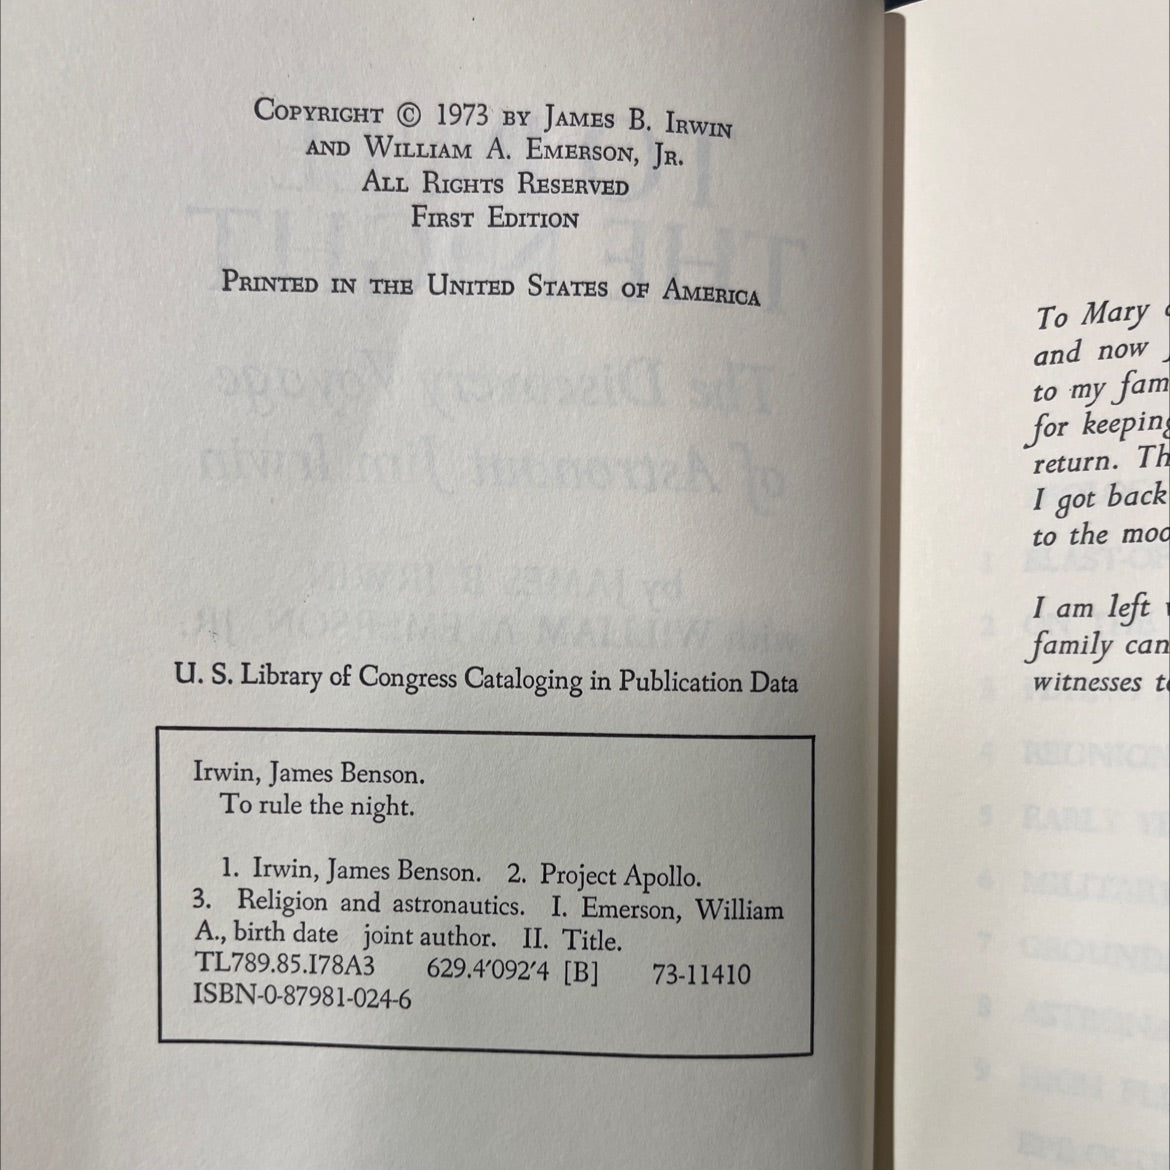 Copyright © 1973 by James B. Irwin
and William A. Emerson, Jr.
All Rights Reserved
First Edition
Printed in the United States of America
U. S. Library of Congress Cataloging in Publication Data
Irwin, James Benson.
To rule the night.
1. Irwin, James Benson. 2. Project Apollo.
3. Religion and astronautics. I. Emerson, William
A., birth date joint author. II. Title.
TL789.85.I78A3 629.4′092′4 [B] 73-11410
ISBN-0-87981-024-6
To Mary
and now
to my fam
for keeping
return. Th
I got back
to the moo
I am left
family can
witnesses to